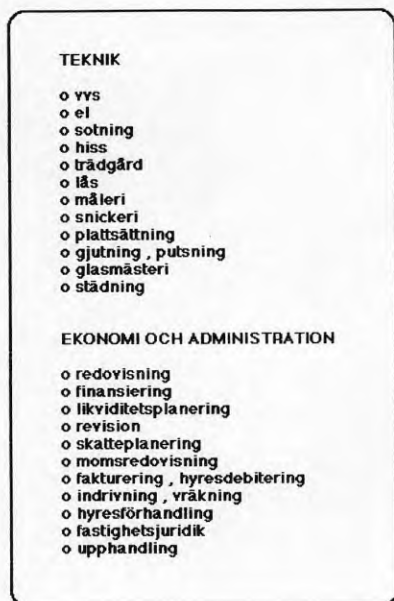 TEKNIK
o vvs
o el
o sotning
o hiss
o trädgård
o lås
o måleri
o snickeri
o plattsättning
o gjutning , putsning
o glasmästeri
o städning
EKONOMI OCH ADMINISTRATION
o redovisning
o finansiering
o likviditetsplanering
o revision
o skatteplanering
o momsredovisning
o fakturering , hyresdebitering
o indrivning , vräkning
o hyresförhandling
o fastighetsjuridik
o upphandling